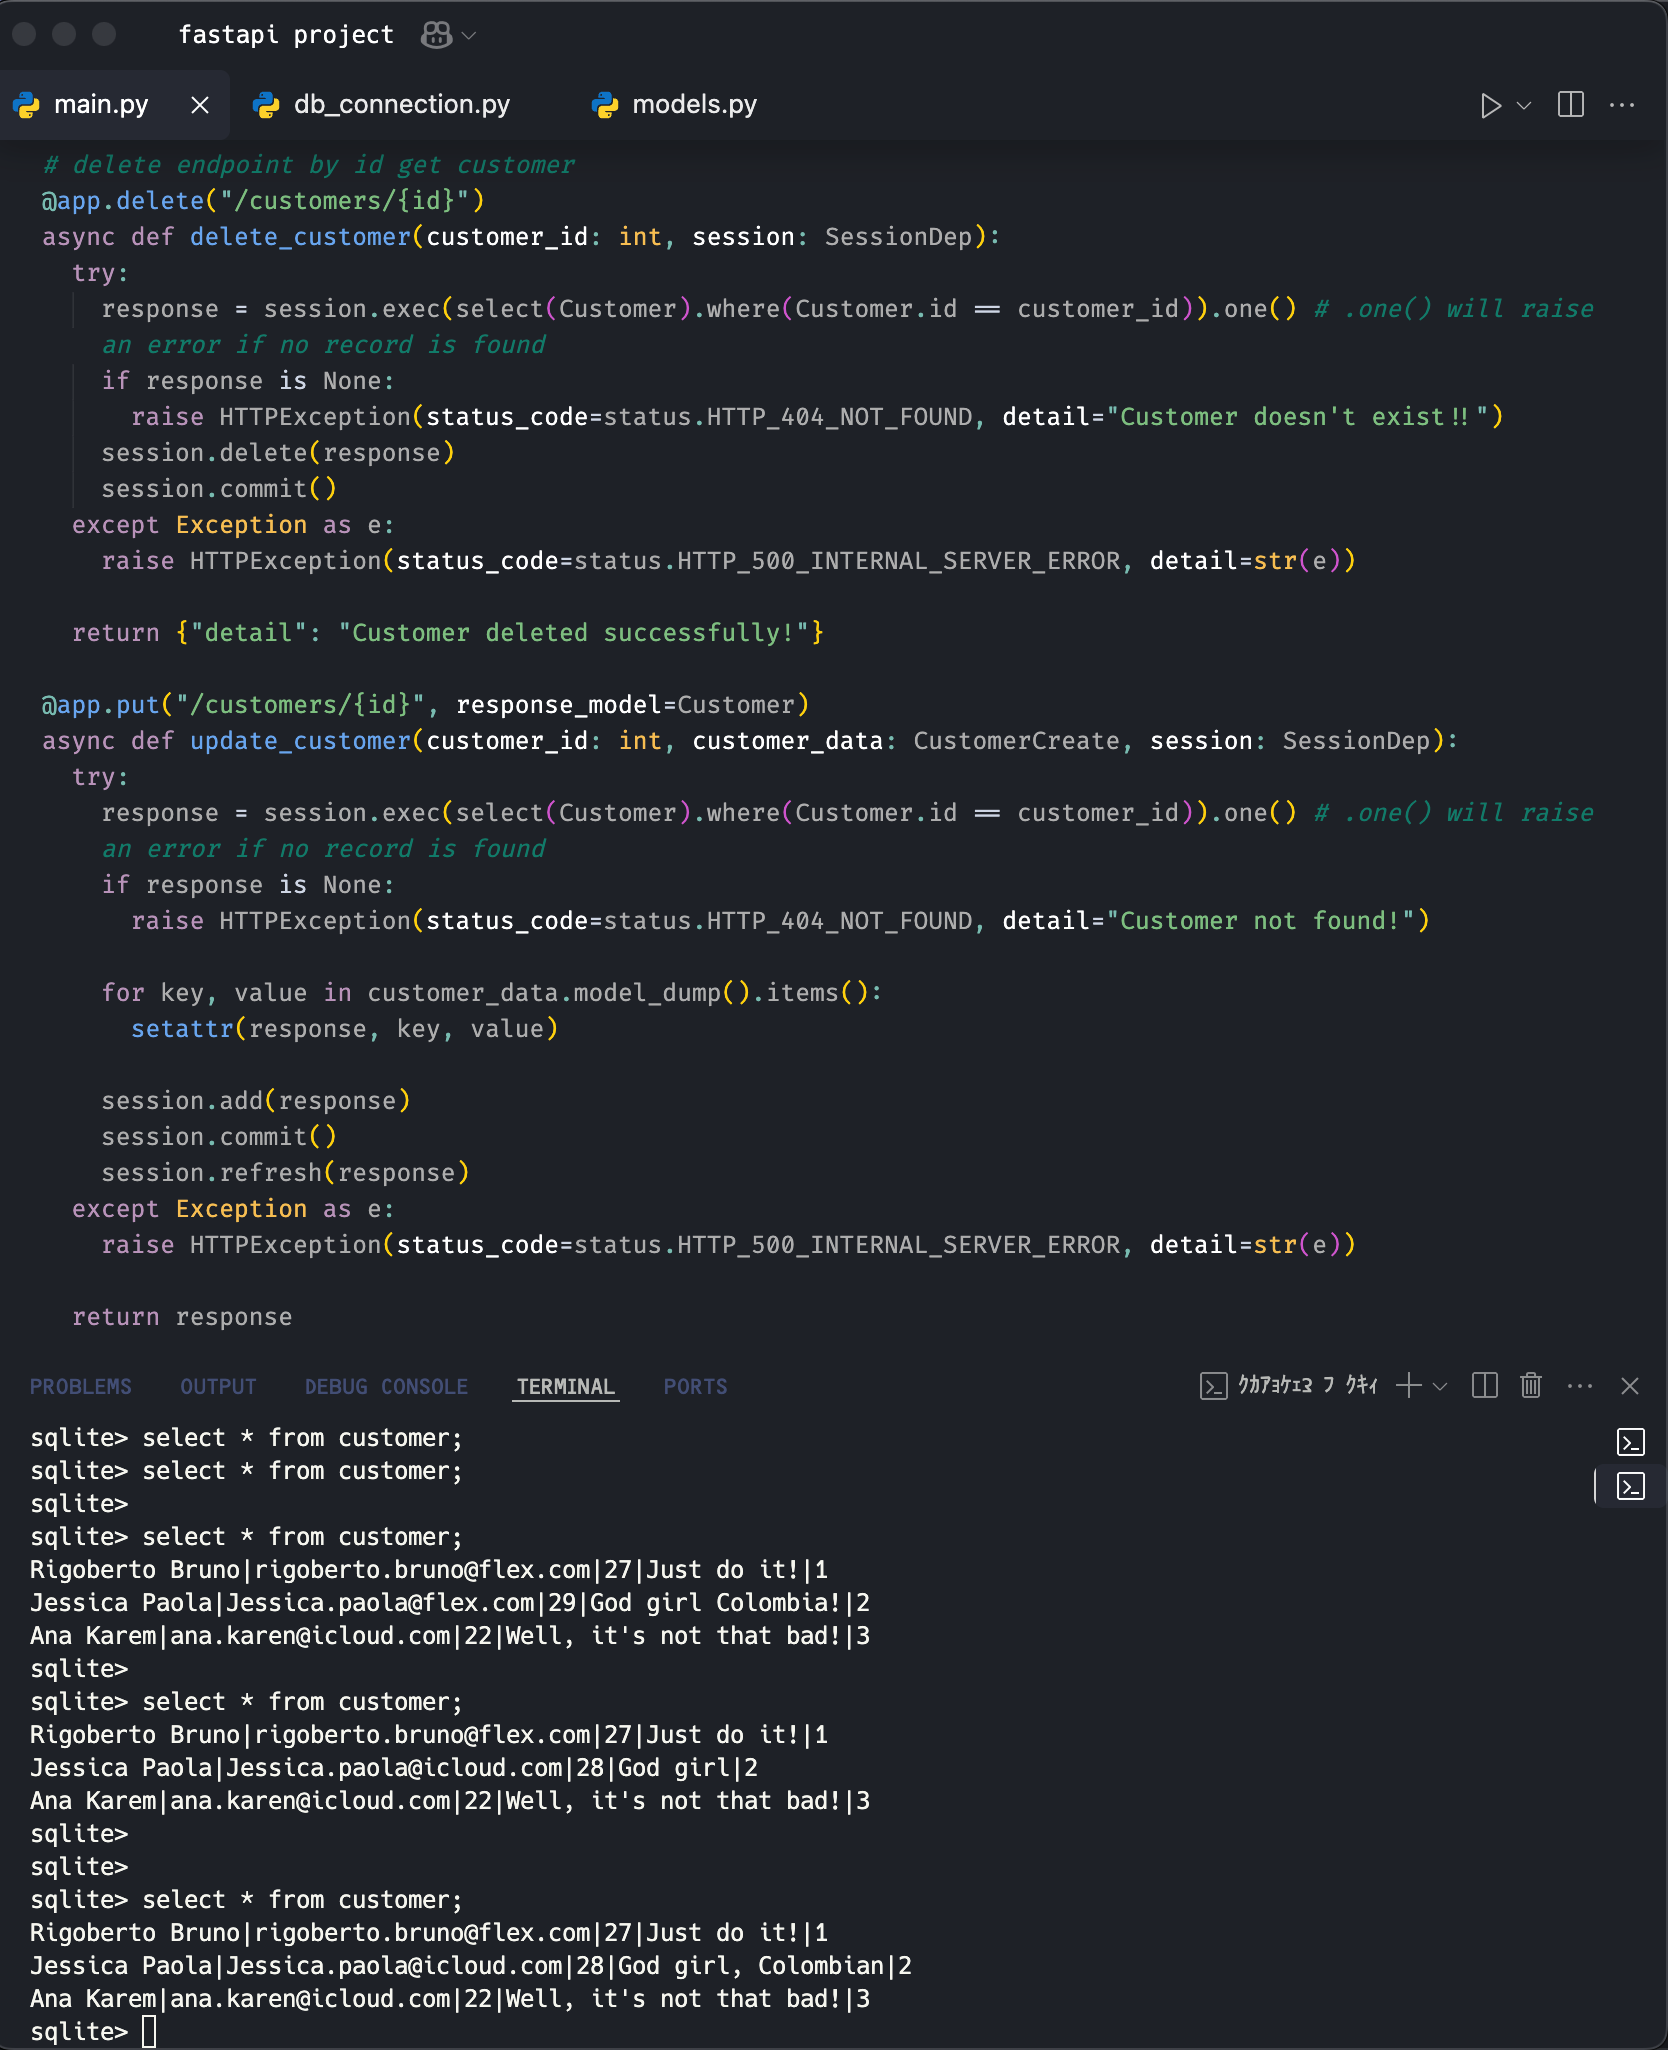 fastapi project
main.py
db_connection.py
models.py
# delete endpoint by id get customer
@app.delete("/customers/{id}")
async def delete_customer(customer_id: int, session: SessionDep):
try:
response = session.exec(select(Customer).where(Customer.id == customer_id)).one() # .one() will raise
an error if no record is found
if response is None:
raise HTTPException(status_code=status.HTTP_404_NOT_FOUND, detail="Customer doesn't exist!!")
session.delete(response)
session.commit()
except Exception as e:
raise HTTPException(status_code=status.HTTP_500_INTERNAL_SERVER_ERROR, detail=str(e))
return {"detail": "Customer deleted successfully!"}
@app.put("/customers/{id}", response_model=Customer)
async def update_customer(customer_id: int, customer_data: CustomerCreate, session: SessionDep):
try:
response = session.exec(select(Customer).where(Customer.id == customer_id)).one() # .one() will raise
an error if no record is found
if response is None:
raise HTTPException(status_code=status.HTTP_404_NOT_FOUND, detail="Customer not found!")
for key, value in customer_data.model_dump().items():
setattr(response, key, value)
session.add(response)
session.commit()
session.refresh(response)
except Exception as e:
raise HTTPException(status_code=status.HTTP_500_INTERNAL_SERVER_ERROR, detail=str(e))
return response
PROBLEMS OUTPUT DEBUG CONSOLE TERMINAL PORTS
sqlite> select * from customer;
sqlite> select * from customer;
sqlite>
sqlite> select * from customer;
Rigoberto Bruno|rigoberto.bruno@flex.com|27|Just do it!|1
Jessica Paola|Jessica.paola@flex.com|29|God girl Colombia!|2
Ana Karem|ana.karen@icloud.com|22|Well, it's not that bad!|3
sqlite>
sqlite> select * from customer;
Rigoberto Bruno|rigoberto.bruno@flex.com|27|Just do it!|1
Jessica Paola|Jessica.paola@icloud.com|28|God girl|2
Ana Karem|ana.karen@icloud.com|22|Well, it's not that bad!|3
sqlite>
sqlite>
sqlite> select * from customer;
Rigoberto Bruno|rigoberto.bruno@flex.com|27|Just do it!|1
Jessica Paola|Jessica.paola@icloud.com|28|God girl, Colombian|2
Ana Karem|ana.karen@icloud.com|22|Well, it's not that bad!|3
sqlite>